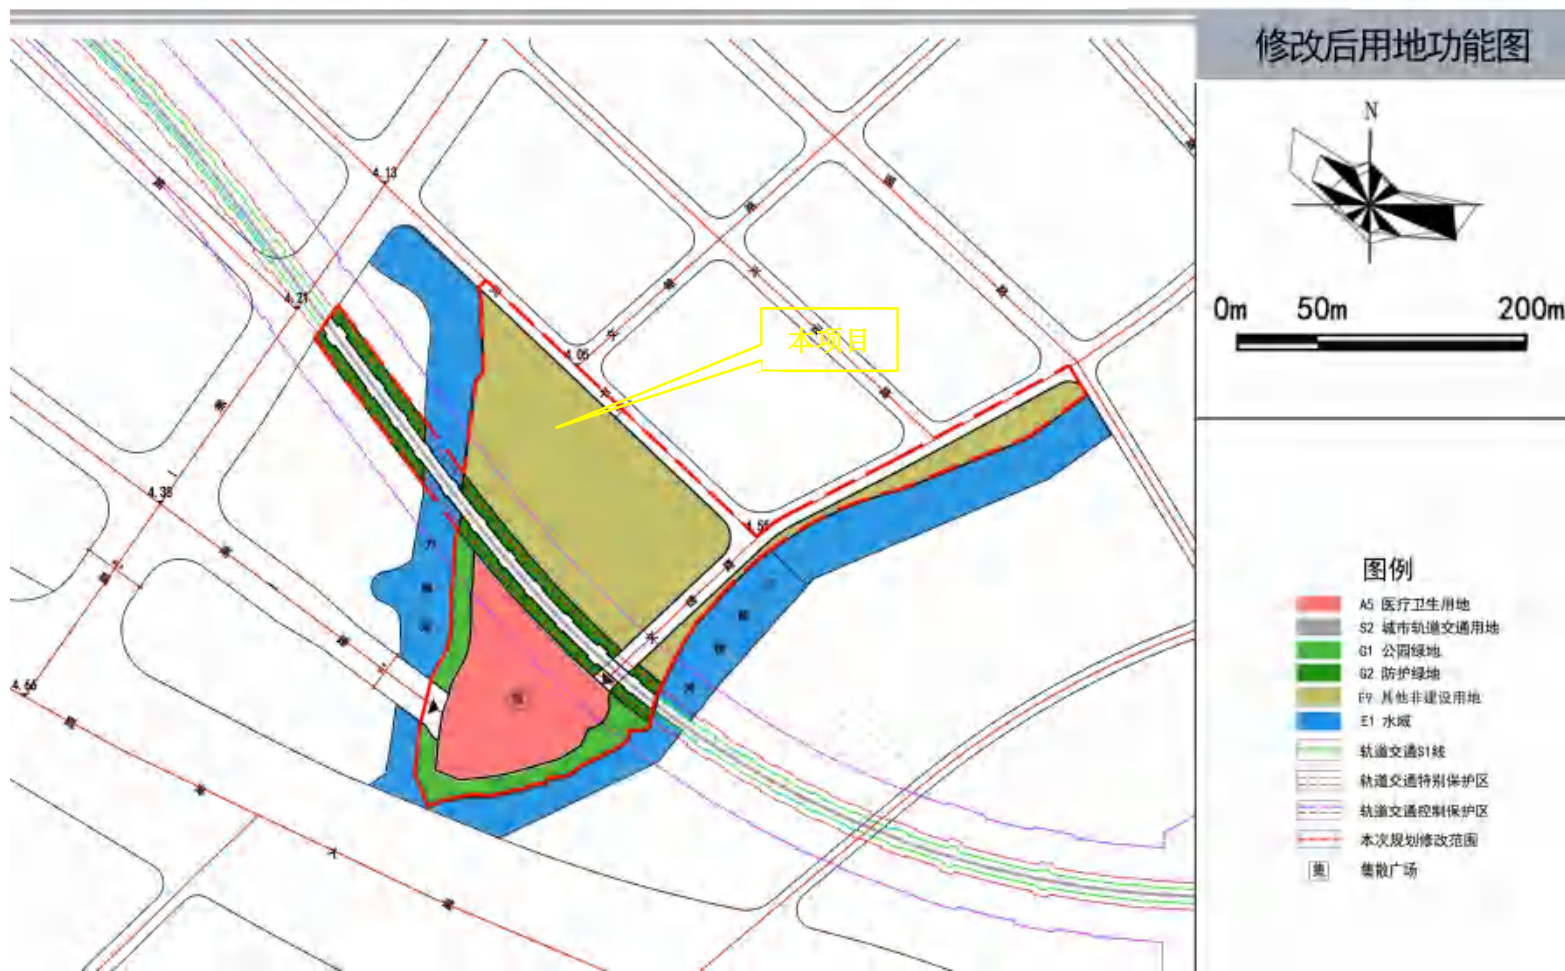 修改后用地功能图
N
0m 50m 200m
4.13
4.21
本项目
4.05
4.38
4.55
4.66
图例
A5 医疗卫生用地
S2 城市轨道交通用地
G1 公园绿地
G2 防护绿地
E9 其他非建设用地
E1 水域
轨道交通S1线
轨道交通特别保护区
轨道交通控制保护区
本次规划修改范围
集 集散广场